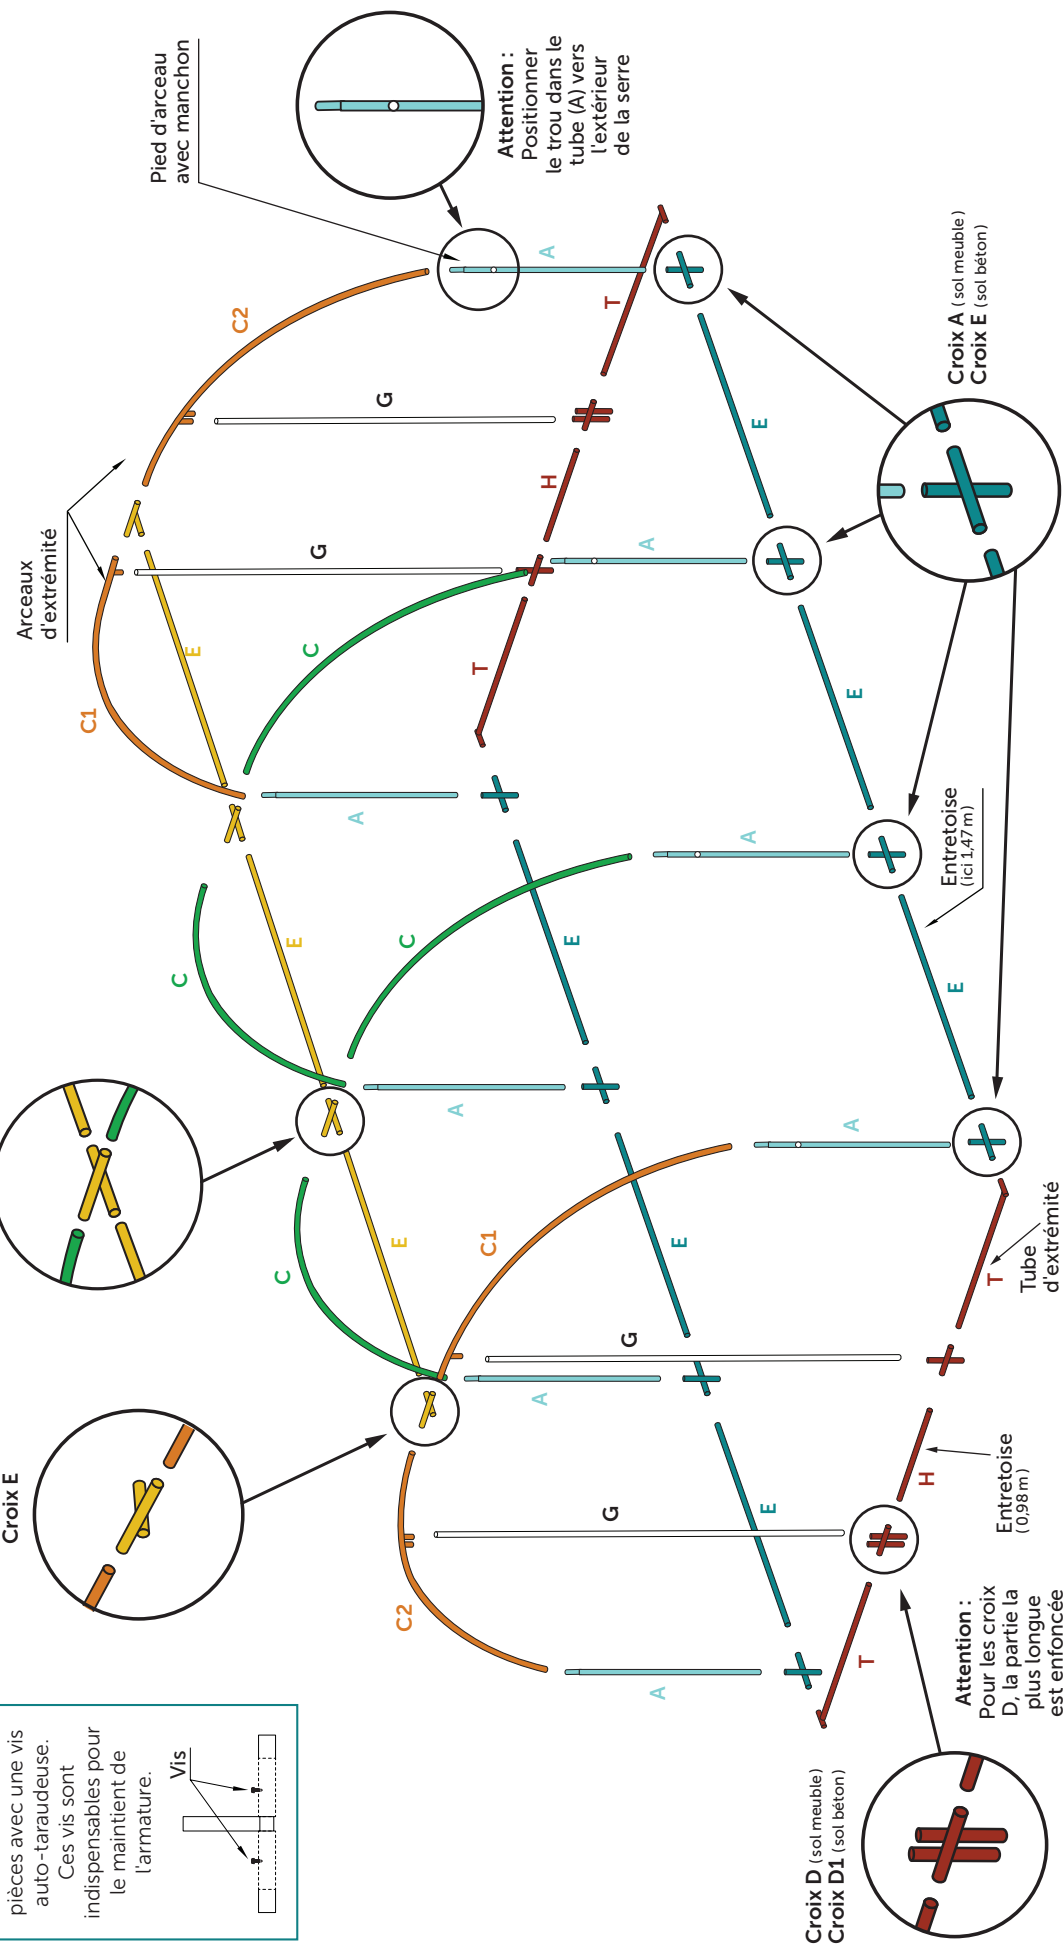 pièces avec une vis
auto-taraudeuse.
Ces vis sont
indispensables pour
le maintient de
l'armature.
Vis
Croix E
Arceaux
d'extrémité
Pied d'arceau
avec manchon
Attention :
Positionner
le trou dans le
tube (A) vers
l'extérieur
de la serre
C1
C2
C
C
C
C
C1
C2
E
E
E
G
G
G
G
A
A
A
A
A
A
A
A
T
H
T
E
E
E
E
E
E
T
H
T
Croix A ( sol meuble )
Croix E ( sol béton )
Entretoise
(ici 1,47 m )
Tube
d'extrémité
Entretoise
( 0,98 m )
Attention :
Pour les croix
D, la partie la
plus longue
est enfoncée
Croix D ( sol meuble )
Croix D1 ( sol béton )